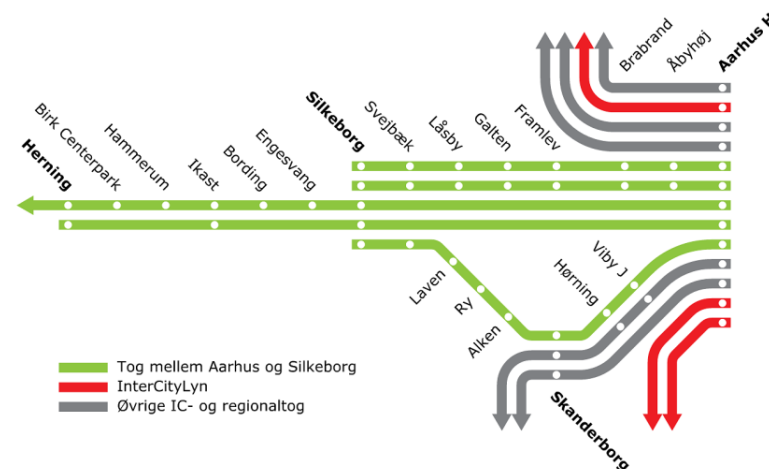 Herning
Birk Centerpark
Hammerum
Ikast
Bording
Engesvang
Silkeborg
Svejbæk
Låsby
Galten
Framlev
Brabrand
Åbyhøj
Aarhus H
Laven
Ry
Alken
Hørning
Viby J
Skanderborg
Tog mellem Aarhus og Silkeborg
InterCityLyn
Øvrige IC- og regionaltog